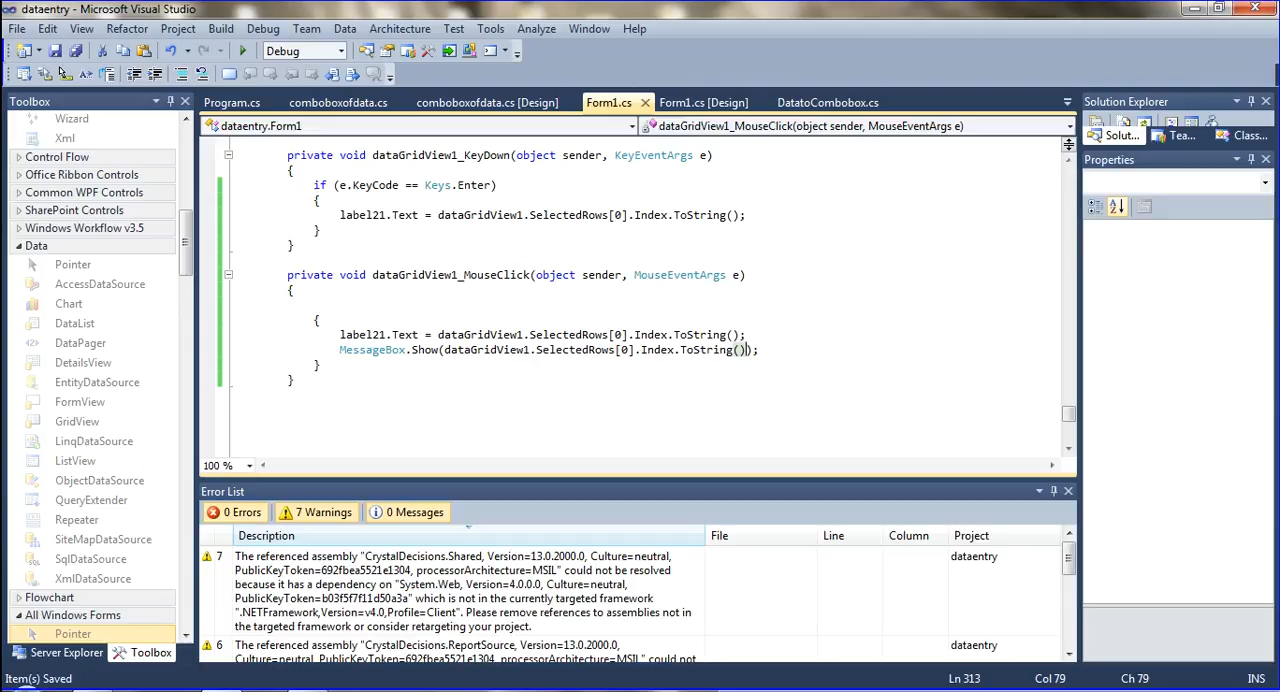 dataentry - Microsoft Visual Studio
File Edit View Refactor Project Build Debug Team Data Architecture Test Tools Analyze Window Help
Debug
Toolbox
Wizard
Xml
Control Flow
Office Ribbon Controls
Common WPF Controls
SharePoint Controls
Windows Workflow v3.5
Data
Pointer
AccessDataSource
Chart
DataList
DataPager
DetailsView
EntityDataSource
FormView
GridView
LinqDataSource
ListView
ObjectDataSource
QueryExtender
Repeater
SiteMapDataSource
SqlDataSource
XmlDataSource
Flowchart
All Windows Forms
Pointer
Server Explorer Toolbox
Program.cs comboboxofdata.cs comboboxofdata.cs [Design] Form1.cs Form1.cs [Design] DatatoCombobox.cs
dataentry.Form1 dataGridView1_MouseClick(object sender, MouseEventArgs e)
private void dataGridView1_KeyDown(object sender, KeyEventArgs e)
{
if (e.KeyCode == Keys.Enter)
{
label21.Text = dataGridView1.SelectedRows[0].Index.ToString();
}
}
private void dataGridView1_MouseClick(object sender, MouseEventArgs e)
{
{
label21.Text = dataGridView1.SelectedRows[0].Index.ToString();
MessageBox.Show(dataGridView1.SelectedRows[0].Index.ToString());
}
}
100 %
Error List
0 Errors 7 Warnings 0 Messages
Description File Line Column Project
7 The referenced assembly "CrystalDecisions.Shared, Version=13.0.2000.0, Culture=neutral, dataentry
PublicKeyToken=692fbea5521e1304, processorArchitecture=MSIL" could not be resolved
because it has a dependency on "System.Web, Version=4.0.0.0, Culture=neutral,
PublicKeyToken=b03f5f7f11d50a3a" which is not in the currently targeted framework
".NETFramework,Version=v4.0,Profile=Client". Please remove references to assemblies not in
the targeted framework or consider retargeting your project.
6 The referenced assembly "CrystalDecisions.ReportSource, Version=13.0.2000.0, dataentry
Culture=neutral, PublicKeyToken=692fbea5521e1304, processorArchitecture=MSIL" could not
Solution Explorer
Solut... Tea... Class...
Properties
Item(s) Saved Ln 313 Col 79 Ch 79 INS